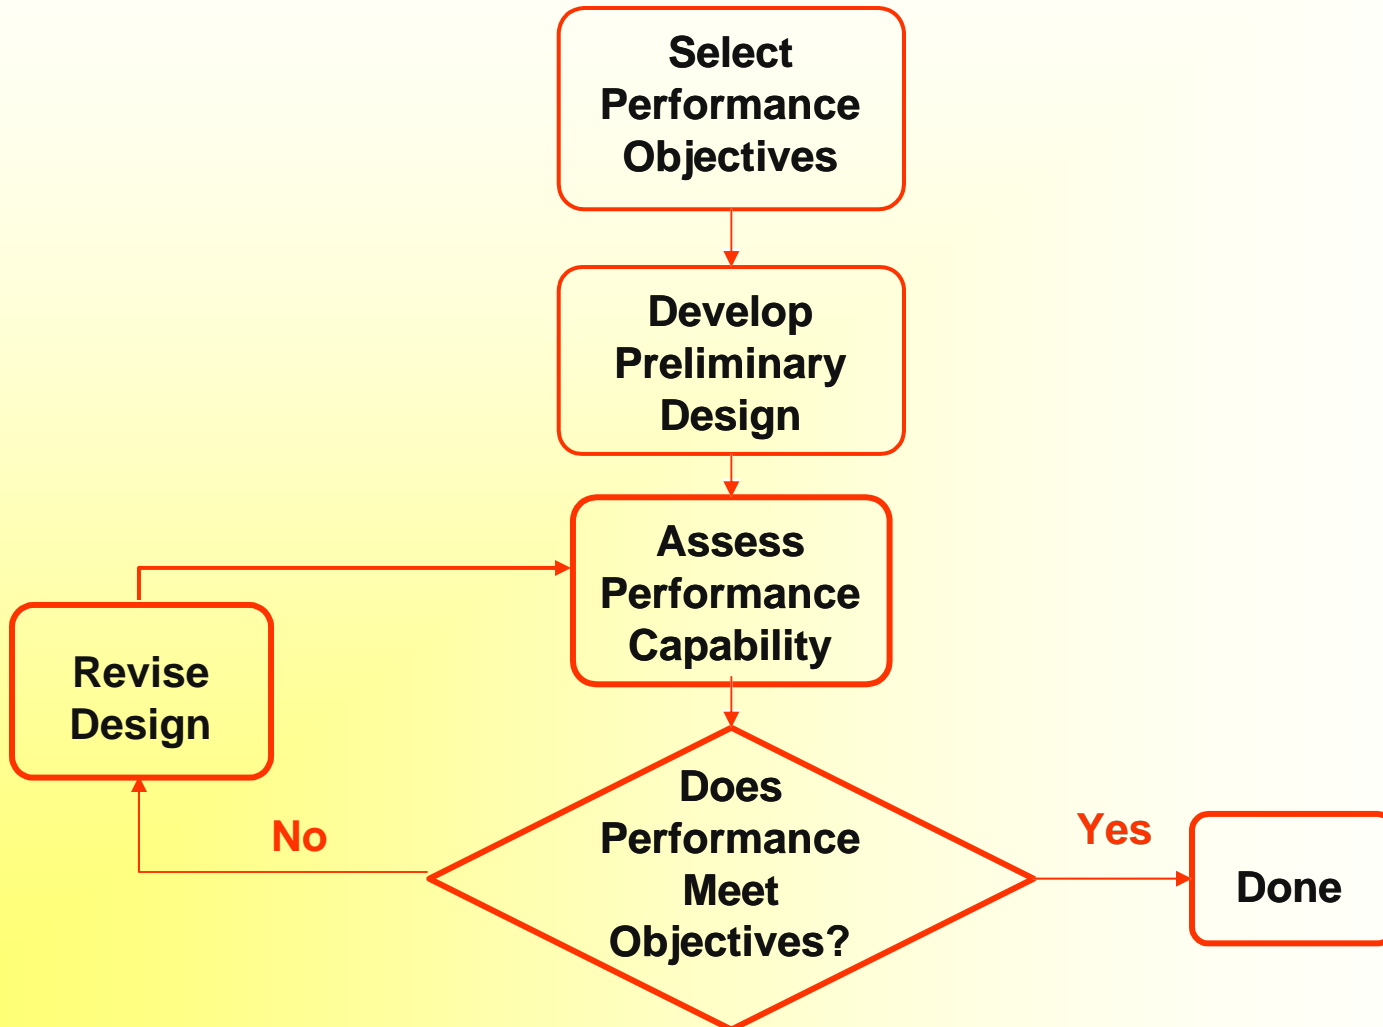 Select
Performance
Objectives
Develop
Preliminary
Design
Assess
Performance
Capability
Revise
Design
Does
Performance
Meet
Objectives?
No
Yes
Done